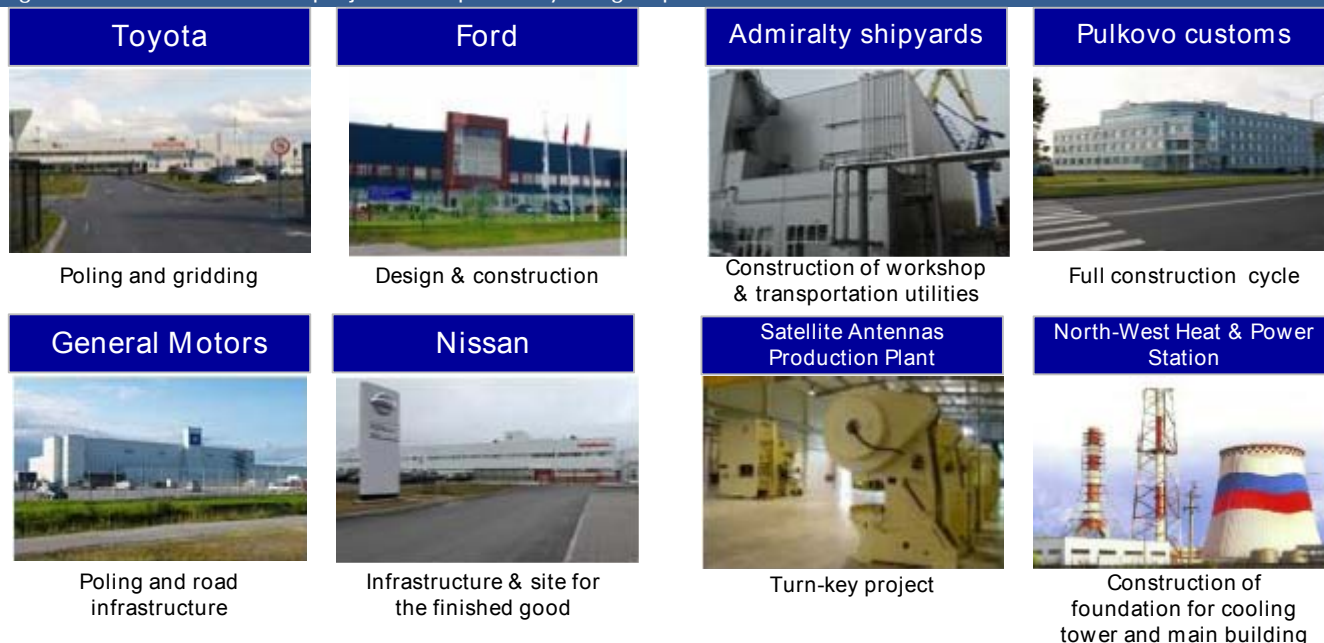 Toyota
Ford
Admiralty shipyards
Pulkovo customs
Poling and gridding
Design & construction
Construction of workshop
& transportation utilities
Full construction cycle
General Motors
Nissan
Satellite Antennas
Production Plant
North-West Heat & Power
Station
Poling and road
infrastructure
Infrastructure & site for
the finished good
Turn-key project
Construction of
foundation for cooling
tower and main building